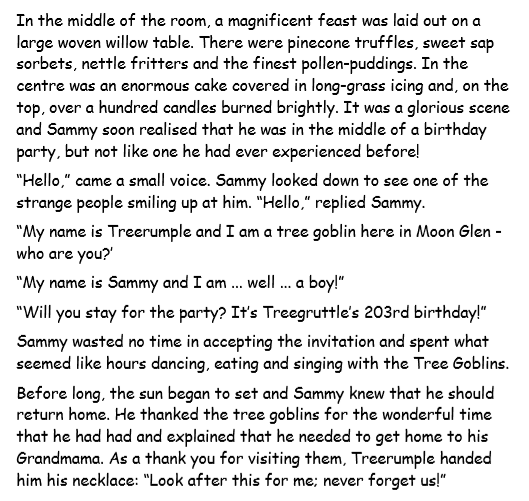 In the middle of the room, a magnificent feast was laid out on a
large woven willow table. There were pinecone truffles, sweet sap
sorbets, nettle fritters and the finest pollen-puddings. In the
centre was an enormous cake covered in long-grass icing and, on the
top, over a hundred candles burned brightly. It was a glorious scene
and Sammy soon realised that he was in the middle of a birthday
party, but not like one he had ever experienced before!
“Hello,” came a small voice. Sammy looked down to see one of the
strange people smiling up at him. “Hello,” replied Sammy.
“My name is Treerumple and I am a tree goblin here in Moon Glen -
who are you?’
“My name is Sammy and I am ... well ... a boy!”
“Will you stay for the party? It’s Treegruttle’s 203rd birthday!”
Sammy wasted no time in accepting the invitation and spent what
seemed like hours dancing, eating and singing with the Tree Goblins.
Before long, the sun began to set and Sammy knew that he should
return home. He thanked the tree goblins for the wonderful time
that he had had and explained that he needed to get home to his
Grandmama. As a thank you for visiting them, Treerumple handed
him his necklace: “Look after this for me; never forget us!”